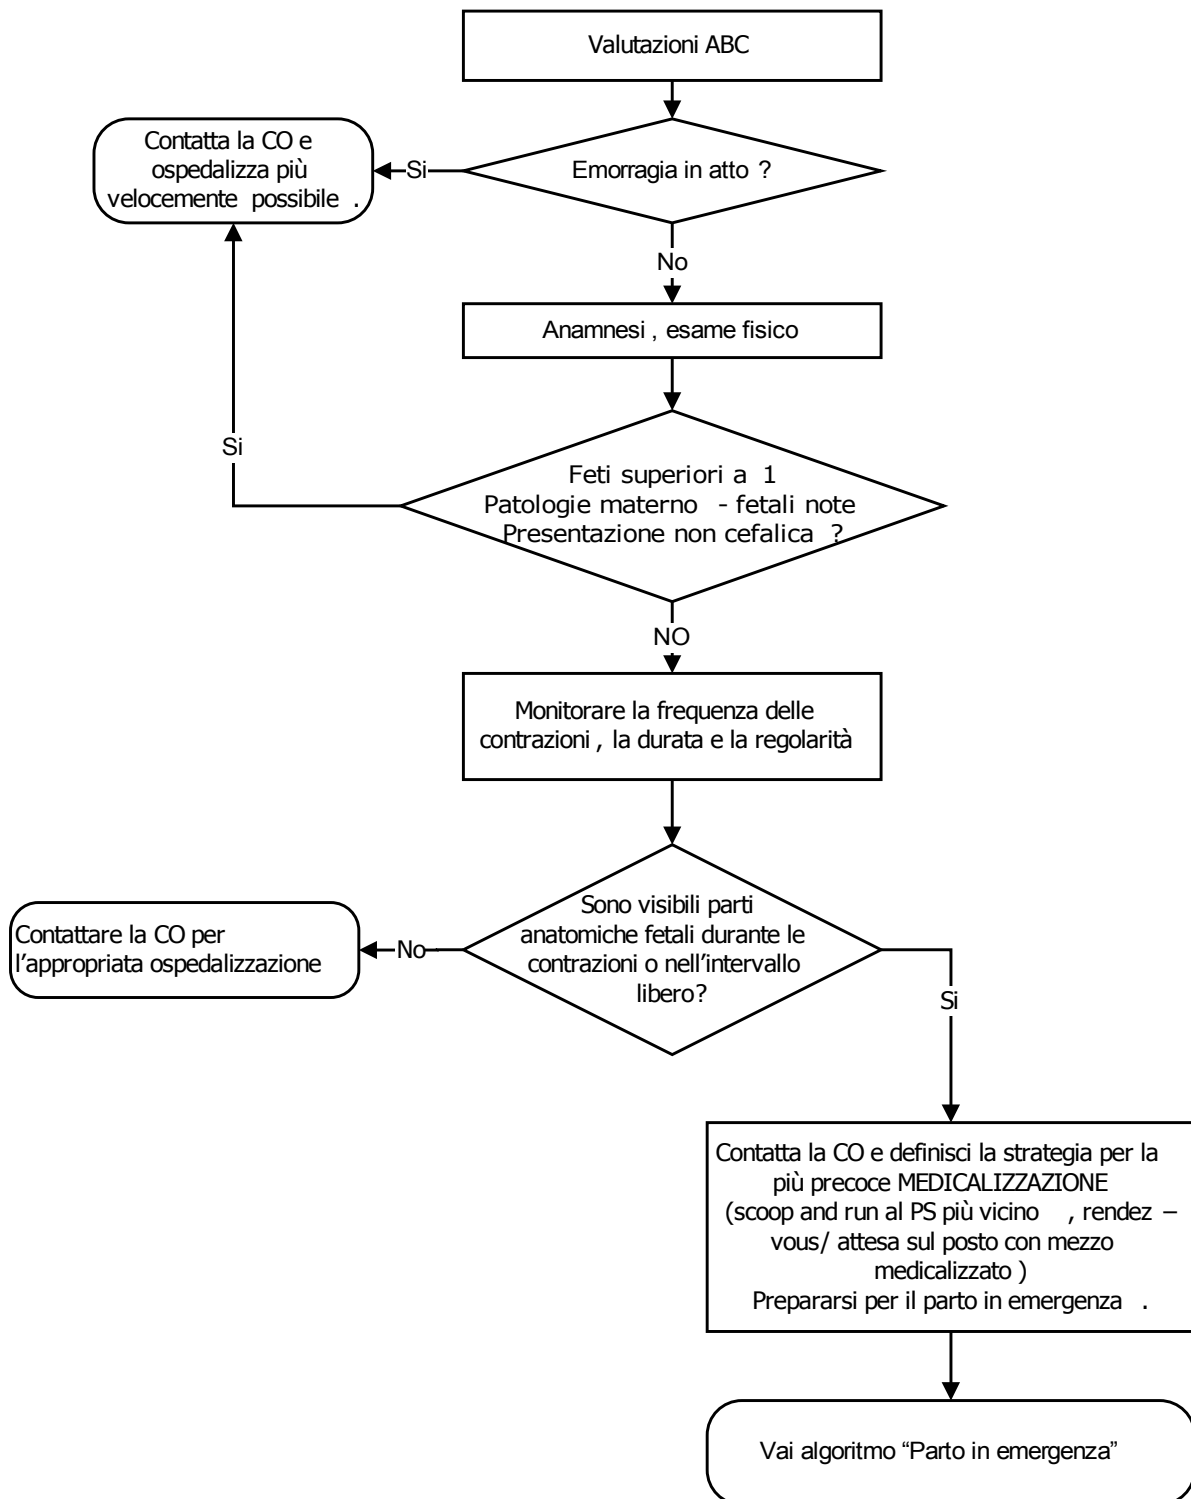 Valutazioni ABC
Contatta la CO e
ospedalizza più
velocemente possibile .
Si
Emorragia in atto ?
No
Anamnesi , esame fisico
Si
Feti superiori a 1
Patologie materno - fetali note
Presentazione non cefalica ?
NO
Monitorare la frequenza delle
contrazioni , la durata e la regolarità
Sono visibili parti
anatomiche fetali durante le
contrazioni o nell'intervallo
libero?
No
Contattare la CO per
l'appropriata ospedalizzazione
Si
Contatta la CO e definisci la strategia per la
più precoce MEDICALIZZAZIONE
(scoop and run al PS più vicino , rendez –
vous/ attesa sul posto con mezzo
medicalizzato )
Prepararsi per il parto in emergenza .
Vai algoritmo “Parto in emergenza”